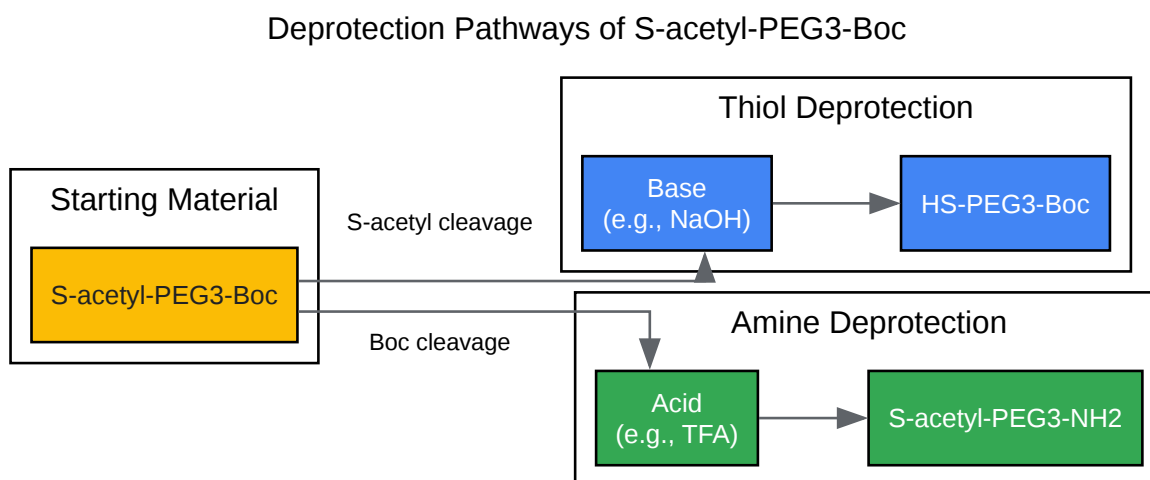 Deprotection Pathways of S-acetyl-PEG3-Boc
Thiol Deprotection
Starting Material
Base
(e.g., NaOH)
HS-PEG3-Boc
S-acetyl cleavage
S-acetyl-PEG3-Boc
Boc cleavage
Amine Deprotection
Acid
(e.g., TFA)
S-acetyl-PEG3-NH2